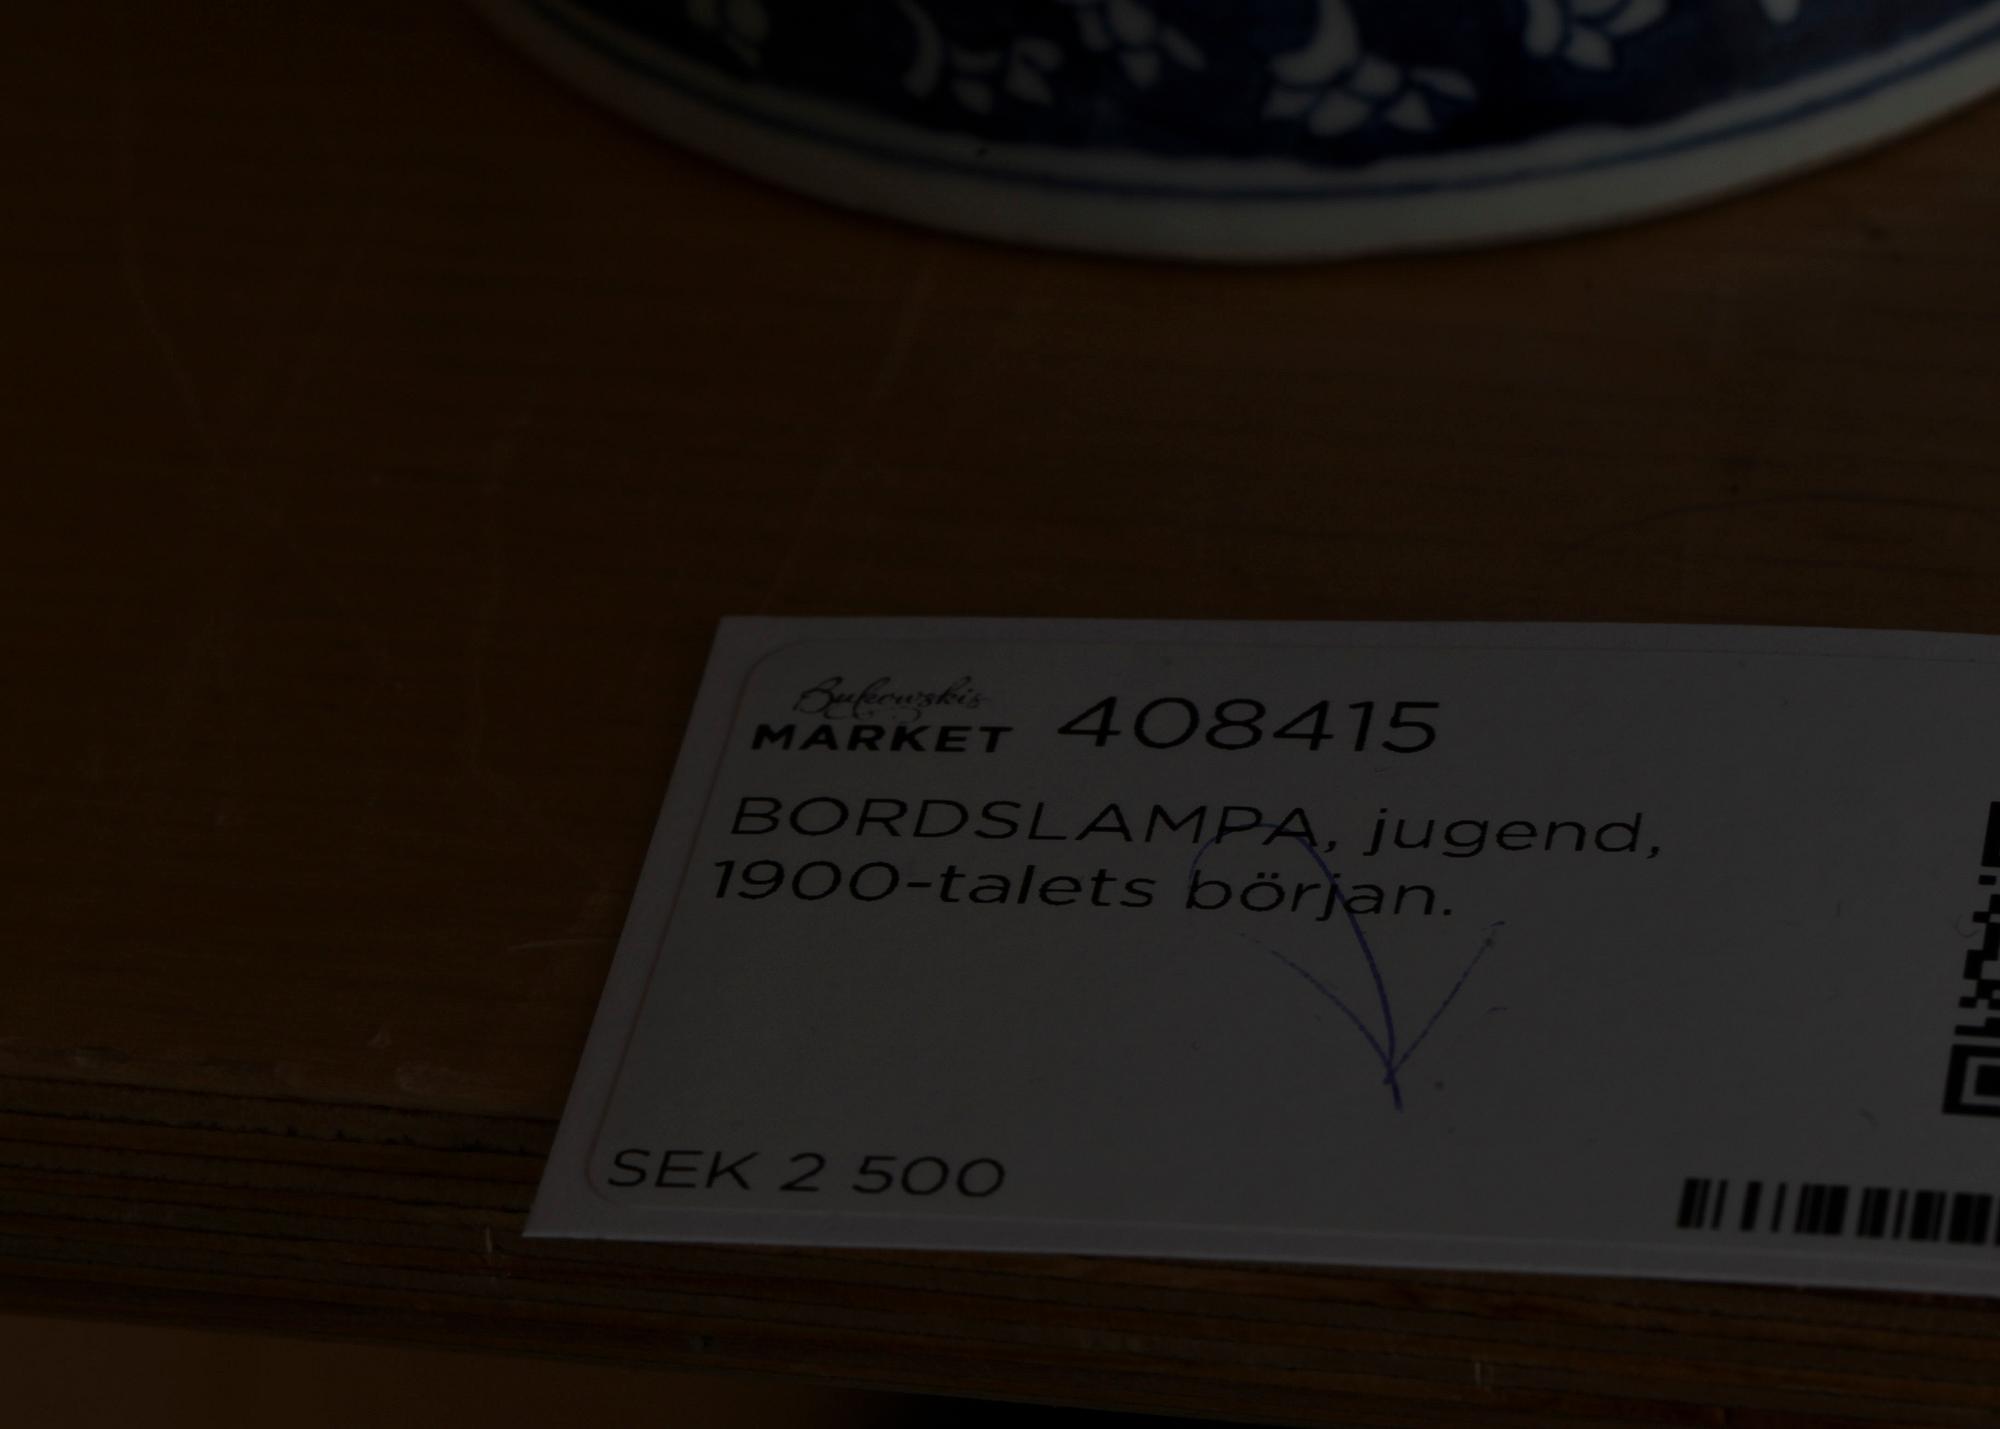 Bukowskis
MARKET 408415
BORDSLAMPA, jugend,
1900-talets början.
SEK 2 500